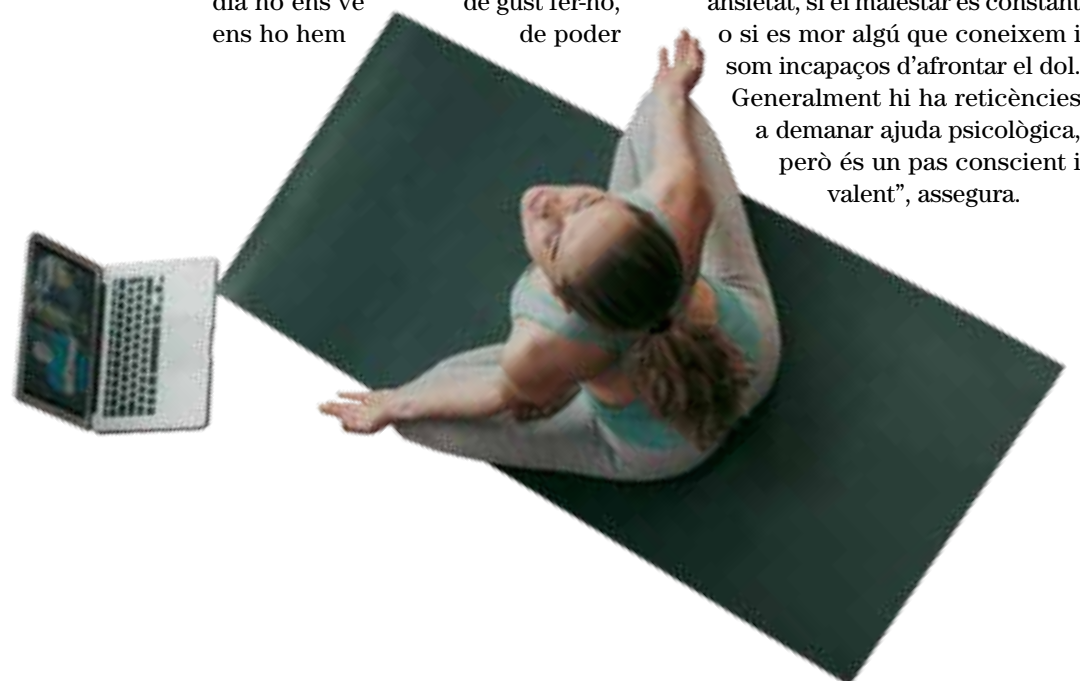 dia no ens ve de gust fer-ho,
ens ho hem de poder
ansietat, si el malestar és constant
o si es mor algú que coneixem i
som incapaços d’afrontar el dol.
Generalment hi ha reticències
a demanar ajuda psicològica,
però és un pas conscient i
valent”, assegura.